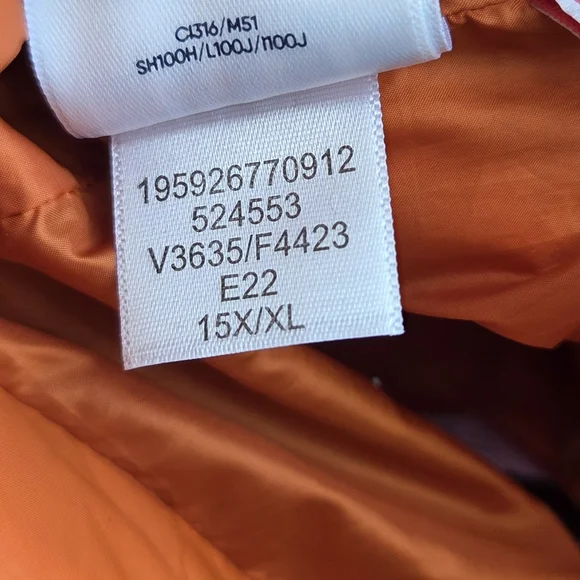 CI316/M51
SH100H/L100J/I100J
195926770912
524553
V3635/F4423
E22
15X/XL